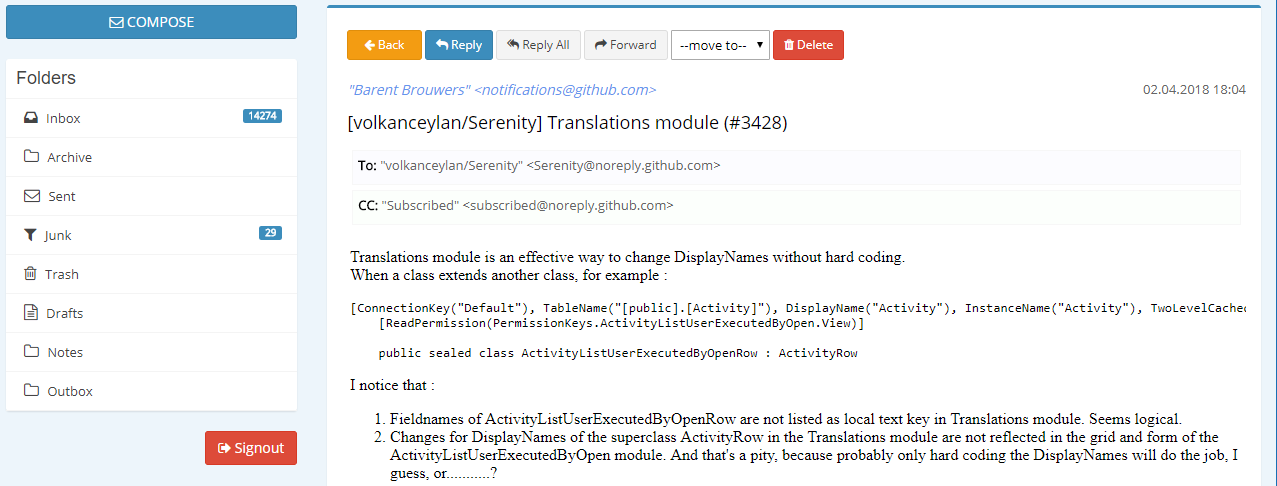 COMPOSE
Folders
Inbox 14274
Archive
Sent
Junk 29
Trash
Drafts
Notes
Outbox
Signout
Back Reply Reply All Forward --move to-- Delete
"Barent Brouwers" <notifications@github.com> 02.04.2018 18:04
[volkanceylan/Serenity] Translations module (#3428)
To: "volkanceylan/Serenity" <Serenity@noreply.github.com>
CC: "Subscribed" <subscribed@noreply.github.com>
Translations module is an effective way to change DisplayNames without hard coding.
When a class extends another class, for example :
[ConnectionKey("Default"), TableName("[public].[Activity]"), DisplayName("Activity"), InstanceName("Activity"), TwoLevelCached
[ReadPermission(PermissionKeys.ActivityListUserExecutedByOpen.View)]
public sealed class ActivityListUserExecutedByOpenRow : ActivityRow
I notice that :
1. Fieldnames of ActivityListUserExecutedByOpenRow are not listed as local text key in Translations module. Seems logical.
2. Changes for DisplayNames of the superclass ActivityRow in the Translations module are not reflected in the grid and form of the
ActivityListUserExecutedByOpen module. And that's a pity, because probably only hard coding the DisplayNames will do the job, I
guess, or...........?